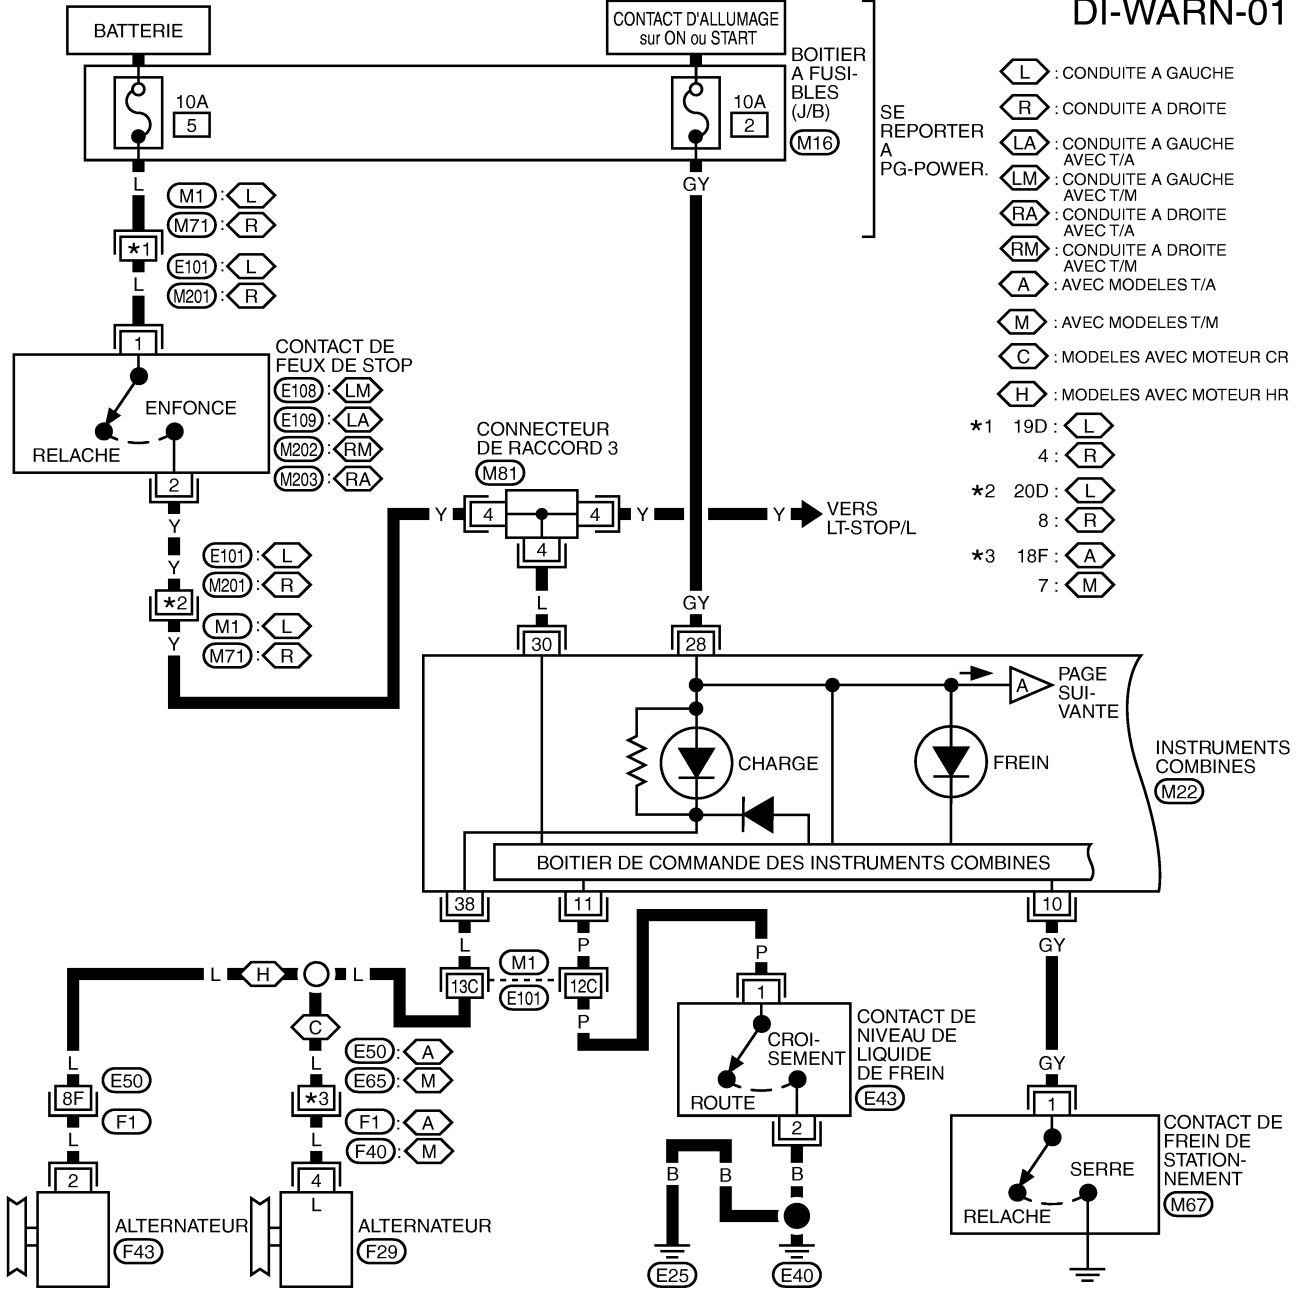 DI-WARN-01
BATTERIE
CONTACT D'ALLUMAGE
sur ON ou START
10A
5
10A
2
BOITIER
A FUSI-
BLES
(J/B)
M16
SE
REPORTER
A
PG-POWER.
L : CONDUITE A GAUCHE
R : CONDUITE A DROITE
LA : CONDUITE A GAUCHE
AVEC T/A
LM : CONDUITE A GAUCHE
AVEC T/M
RA : CONDUITE A DROITE
AVEC T/A
RM : CONDUITE A DROITE
AVEC T/M
A : AVEC MODELES T/A
M : AVEC MODELES T/M
C : MODELES AVEC MOTEUR CR
H : MODELES AVEC MOTEUR HR
*1 19D : L
4 : R
*2 20D : L
8 : R
*3 18F : A
7 : M
L
GY
M1 : L
M71 : R
*1
E101 : L
M201 : R
L
1
CONTACT DE
FEUX DE STOP
E108 : LM
E109 : LA
M202 : RM
M203 : RA
ENFONCE
RELACHE
2
Y
Y
E101 : L
M201 : R
*2
M1 : L
M71 : R
Y
CONNECTEUR
DE RACCORD 3
M81
Y
4
4
Y
Y
VERS
LT-STOP/L
4
L
GY
30
28
A
PAGE
SUI-
VANTE
CHARGE
FREIN
INSTRUMENTS
COMBINES
M22
BOITIER DE COMMANDE DES INSTRUMENTS COMBINES
38
11
10
L
P
GY
M1
13C
12C
E101
P
P
L
H
L
C
L
L
E50 : A
E65 : M
8F
E50
F1
*3
F1 : A
F40 : M
L
L
2
4
L
ALTERNATEUR
F43
ALTERNATEUR
F29
1
CROI-
SEMENT
ROUTE
CONTACT DE
NIVEAU DE
LIQUIDE
DE FREIN
E43
2
B
B
B
E25
E40
GY
1
CONTACT DE
FREIN DE
STATION-
NEMENT
M67
SERRE
RELACHE